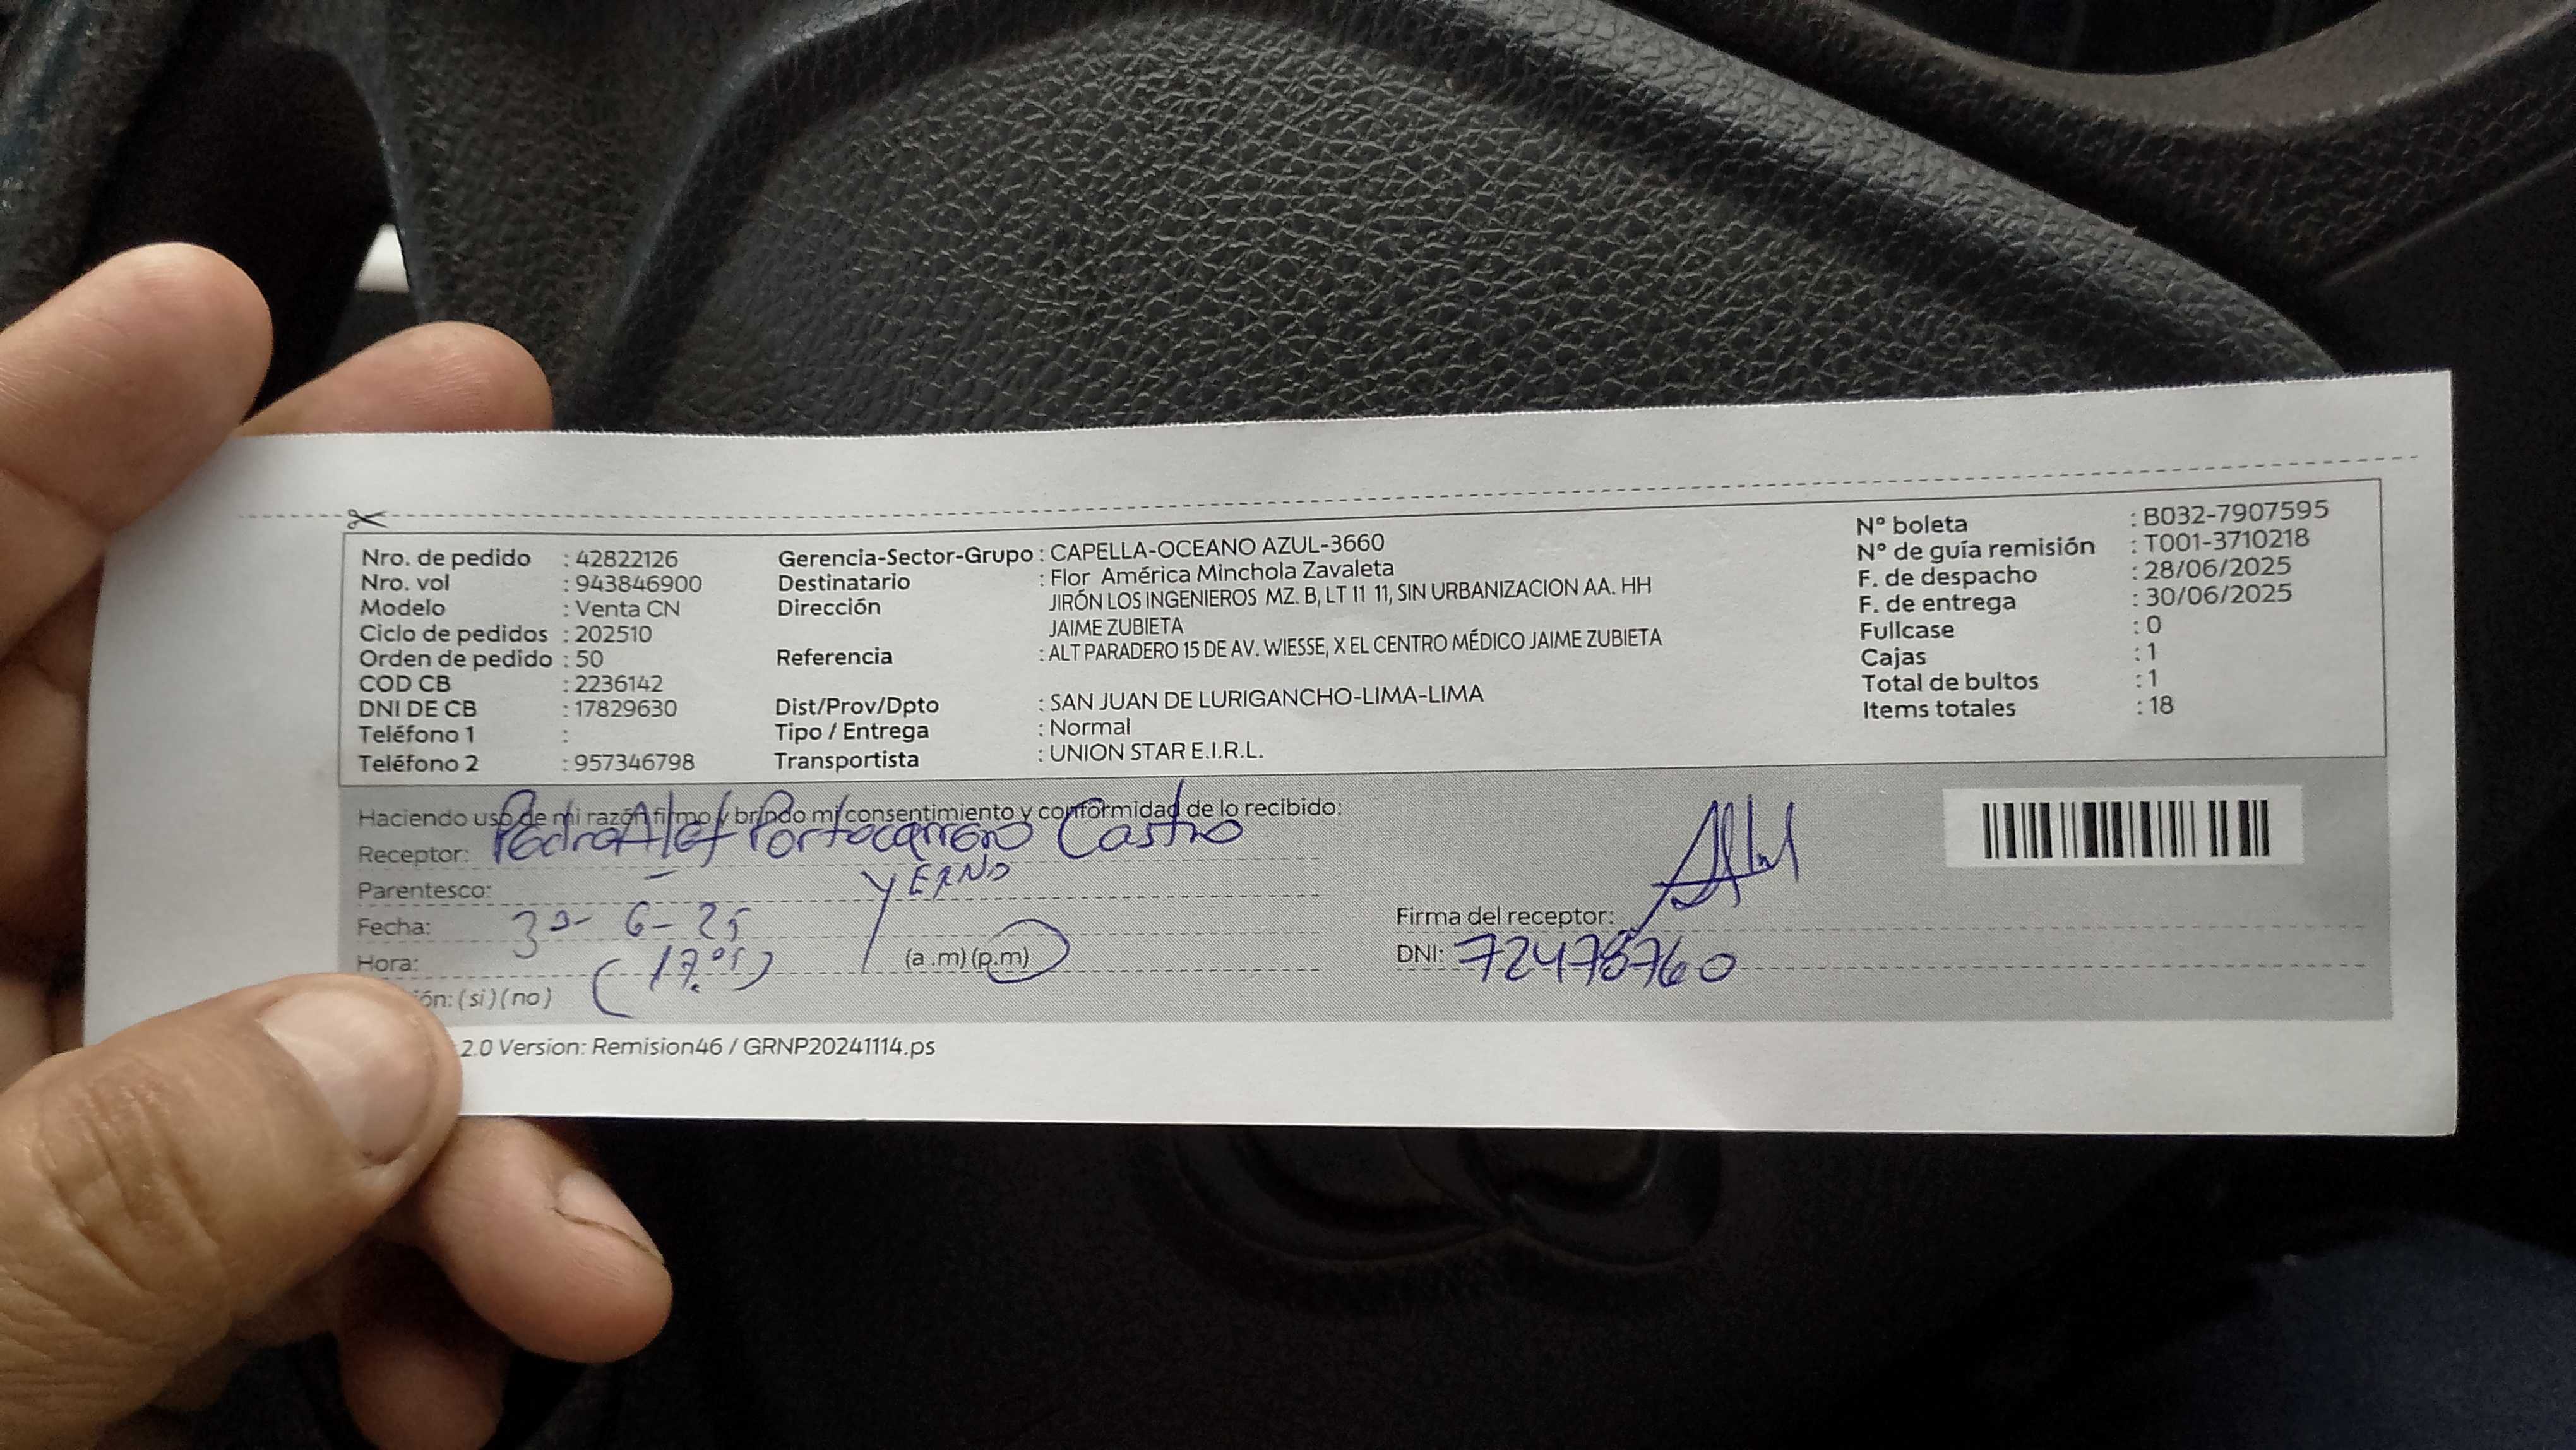 Nro. de pedido : 42822126
Nro. vol : 943846900
Modelo : Venta CN
Ciclo de pedidos : 202510
Orden de pedido : 50
COD CB : 2236142
DNI DE CB : 17829630
Teléfono 1 :
Teléfono 2 : 957346798
Gerencia-Sector-Grupo : CAPELLA-OCEANO AZUL-3660
Destinatario : Flor América Minchola Zavaleta
Dirección JIRÓN LOS INGENIEROS MZ. B, LT 11 11, SIN URBANIZACION AA. HH
JAIME ZUBIETA
Referencia : ALT PARADERO 15 DE AV. WIESSE, X EL CENTRO MÉDICO JAIME ZUBIETA
Dist/Prov/Dpto : SAN JUAN DE LURIGANCHO-LIMA-LIMA
Tipo / Entrega : Normal
Transportista : UNION STAR E.I.R.L.
N° boleta : B032-7907595
N° de guía remisión : T001-3710218
F. de despacho : 28/06/2025
F. de entrega : 30/06/2025
Fullcase : 0
Cajas : 1
Total de bultos : 1
Items totales : 18
Haciendo uso de mi razón firmo y brindo mi consentimiento y conformidad de lo recibido:
Receptor: Pedro Portocarrero Castro
Parentesco: YERNO
Fecha: 30-6-25
Hora: (17:05) (a.m) (p.m)
(si) (no)
Firma del receptor:
DNI: 72478760
2.0 Version: Remision46 / GRNP20241114.ps